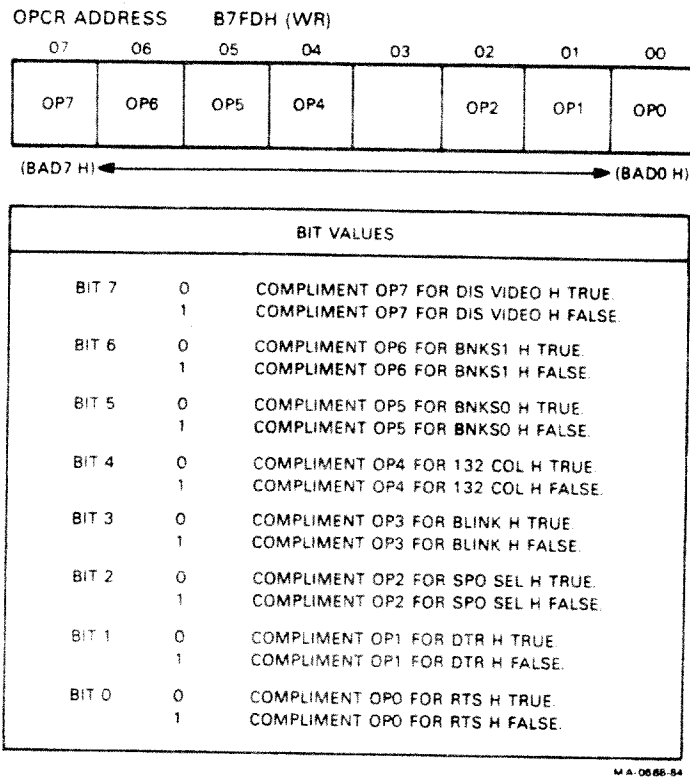 OPCR ADDRESS B7FDH (WR)
07 06 05 04 03 02 01 00
OP7 OP6 OP5 OP4 OP2 OP1 OP0
(BAD7 H) (BAD0 H)
BIT VALUES
BIT 7 0 COMPLIMENT OP7 FOR DIS VIDEO H TRUE.
1 COMPLIMENT OP7 FOR DIS VIDEO H FALSE.
BIT 6 0 COMPLIMENT OP6 FOR BNKS1 H TRUE.
1 COMPLIMENT OP6 FOR BNKS1 H FALSE.
BIT 5 0 COMPLIMENT OP5 FOR BNKS0 H TRUE.
1 COMPLIMENT OP5 FOR BNKS0 H FALSE.
BIT 4 0 COMPLIMENT OP4 FOR 132 COL H TRUE.
1 COMPLIMENT OP4 FOR 132 COL H FALSE.
BIT 3 0 COMPLIMENT OP3 FOR BLINK H TRUE.
1 COMPLIMENT OP3 FOR BLINK H FALSE.
BIT 2 0 COMPLIMENT OP2 FOR SPO SEL H TRUE.
1 COMPLIMENT OP2 FOR SPO SEL H FALSE.
BIT 1 0 COMPLIMENT OP1 FOR DTR H TRUE.
1 COMPLIMENT OP1 FOR DTR H FALSE.
BIT 0 0 COMPLIMENT OP0 FOR RTS H TRUE.
1 COMPLIMENT OP0 FOR RTS H FALSE.